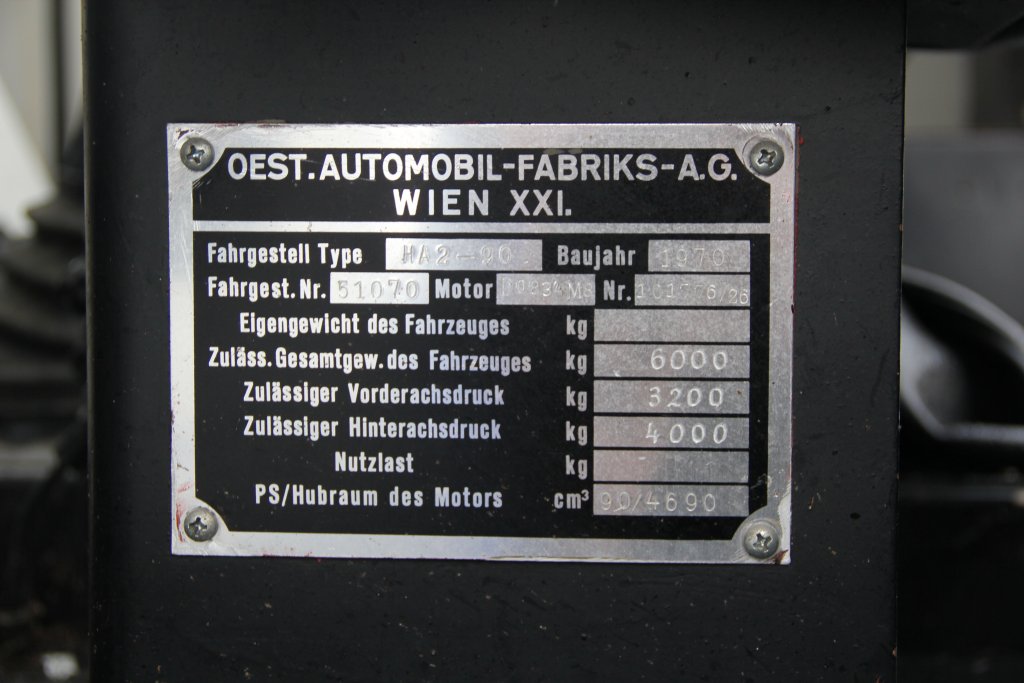 OEST. AUTOMOBIL-FABRIKS-A.G.
WIEN XXI.
Fahrgestell Type HA2-90 Baujahr 1970
Fahrgest. Nr. 51070 Motor Nr.
Eigengewicht des Fahrzeuges kg
Zuläss. Gesamtgew. des Fahrzeuges kg 6000
Zulässiger Vorderachsdruck kg 3200
Zulässiger Hinterachsdruck kg 4000
Nutzlast kg
PS/Hubraum des Motors cm³ 90/4690